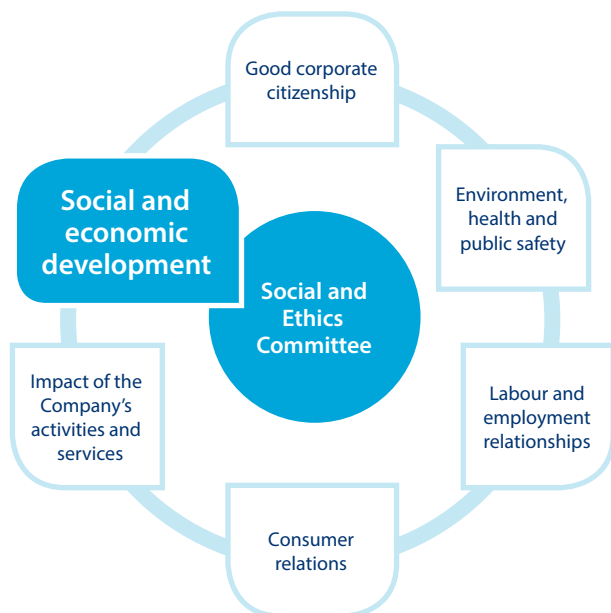 Good corporate
citizenship
Environment,
health and
public safety
Labour and
employment
relationships
Consumer
relations
Impact of the
Company’s
activities and
services
Social and
economic
development
Social and
Ethics
Committee